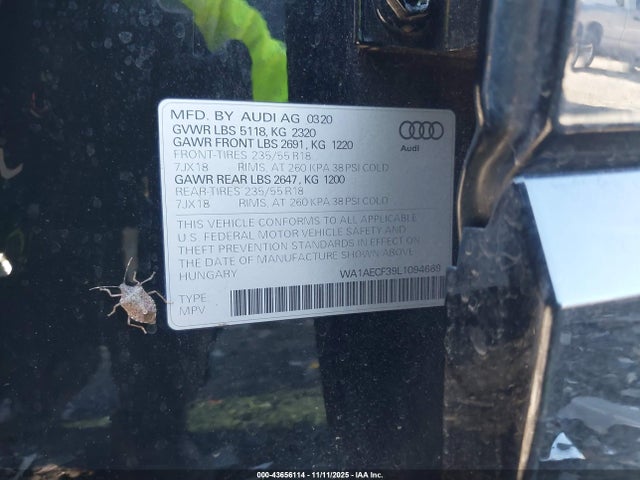 MFD. BY AUDI AG 03 20
GVWR LBS 5118, KG 2320
GAWR FRONT LBS 2691, KG 1220
FRONT-TIRES 235/55 R18
7JX18 RIMS, AT 260 KPA 38 PSI COLD
GAWR REAR LBS 2647, KG 1200
REAR-TIRES 235/55 R18
7JX18 RIMS, AT 260 KPA 38 PSI COLD
Audi
THIS VEHICLE CONFORMS TO ALL APPLICABLE
U.S. FEDERAL MOTOR VEHICLE SAFETY AND
THEFT PREVENTION STANDARDS IN EFFECT ON
THE DATE OF MANUFACTURE SHOWN ABOVE
HUNGARY WA1AECF39L1094689
TYPE:
MPV
000-43656114 - 11/11/2025 - IAA Inc.